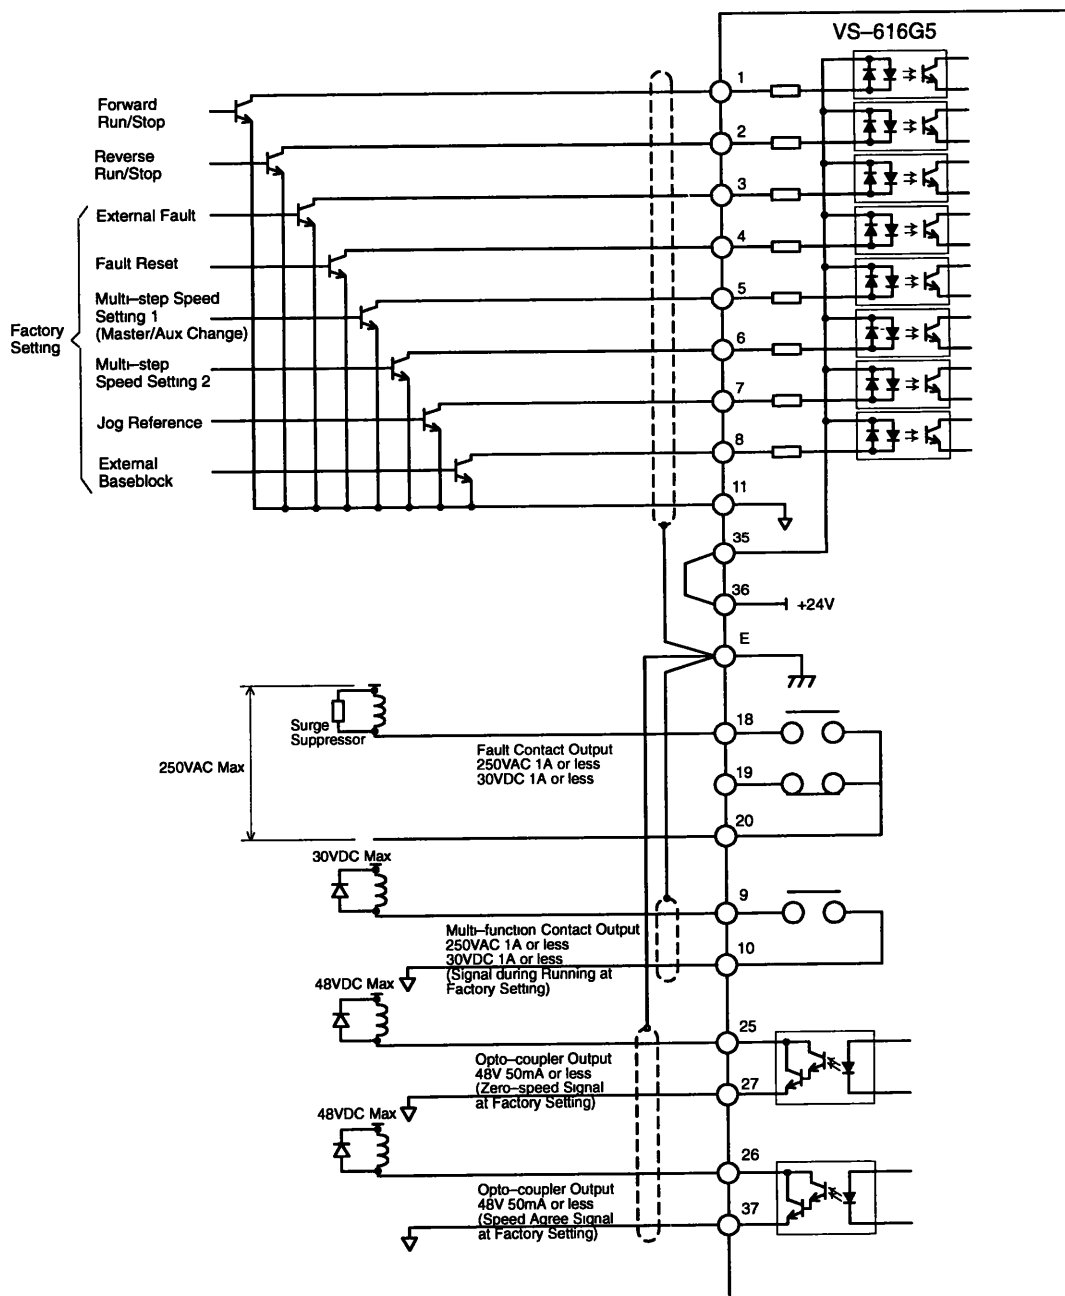 VS–616G5
Forward
Run/Stop
1
Reverse
Run/Stop
2
External Fault
3
Fault Reset
4
Multi–step Speed
Setting 1
(Master/Aux Change)
5
Factory
Setting
Multi–step
Speed Setting 2
6
Jog Reference
7
External
Baseblock
8
11
35
36
+24V
E
Surge
Suppressor
18
250VAC Max
Fault Contact Output
250VAC 1A or less
30VDC 1A or less
19
20
30VDC Max
9
Multi–function Contact Output
250VAC 1A or less
30VDC 1A or less
(Signal during Running at
Factory Setting)
10
48VDC Max
25
Opto–coupler Output
48V 50mA or less
(Zero–speed Signal
at Factory Setting)
27
48VDC Max
26
Opto–coupler Output
48V 50mA or less
(Speed Agree Signal
at Factory Setting)
37